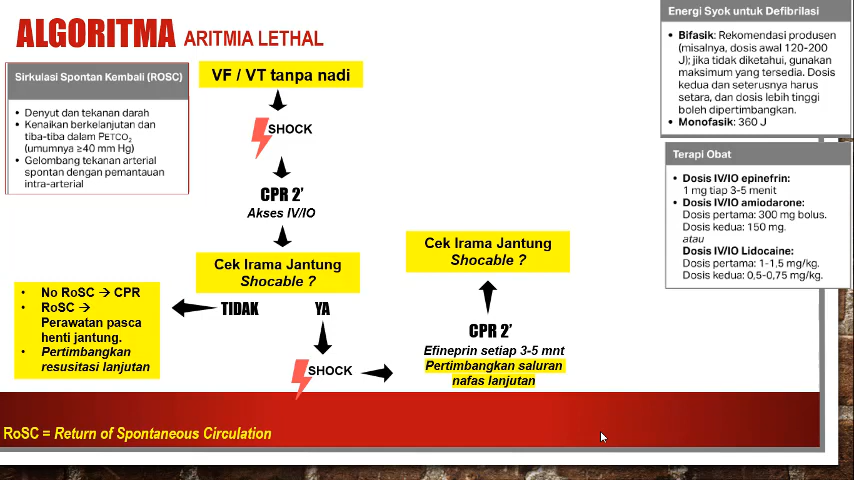 ALGORITMA ARITMIA LETHAL
Sirkulasi Spontan Kembali (ROSC)
• Denyut dan tekanan darah
• Kenaikan berkelanjutan dan
tiba-tiba dalam PETCO₂
(umumnya ≥40 mm Hg)
• Gelombang tekanan arterial
spontan dengan pemantauan
intra-arterial
VF / VT tanpa nadi
SHOCK
CPR 2’
Akses IV/IO
Cek Irama Jantung
Shocable ?
TIDAK
YA
• No RoSC → CPR
• RoSC →
Perawatan pasca
henti jantung.
• Pertimbangkan
resusitasi lanjutan
SHOCK
CPR 2’
Efineprin setiap 3-5 mnt
Pertimbangkan saluran
nafas lanjutan
Cek Irama Jantung
Shocable ?
Energi Syok untuk Defibrilasi
• Bifasik: Rekomendasi produsen
(misalnya, dosis awal 120-200
J); jika tidak diketahui, gunakan
maksimum yang tersedia. Dosis
kedua dan seterusnya harus
setara, dan dosis lebih tinggi
boleh dipertimbangkan.
• Monofasik: 360 J
Terapi Obat
• Dosis IV/IO epinefrin:
1 mg tiap 3-5 menit
• Dosis IV/IO amiodarone:
Dosis pertama: 300 mg bolus.
Dosis kedua: 150 mg.
atau
Dosis IV/IO Lidocaine:
Dosis pertama: 1-1,5 mg/kg.
Dosis kedua: 0,5-0,75 mg/kg.
RoSC = Return of Spontaneous Circulation